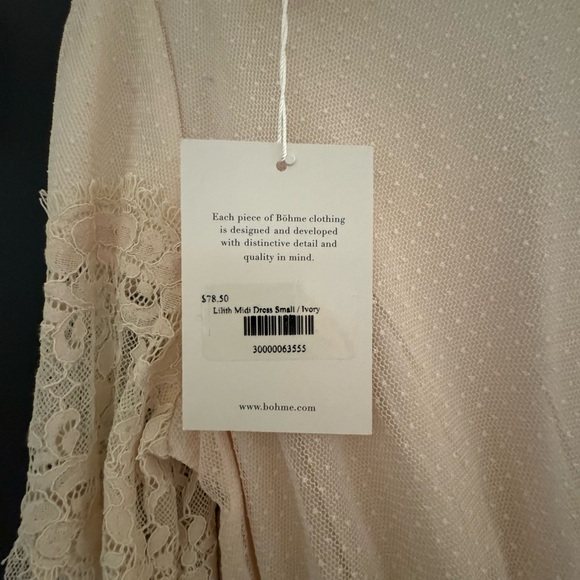 Each piece of Böhme clothing
is designed and developed
with distinctive detail and
quality in mind.
$78.50
Lilith Midi Dress Small / Ivory
30000063555
www.bohme.com